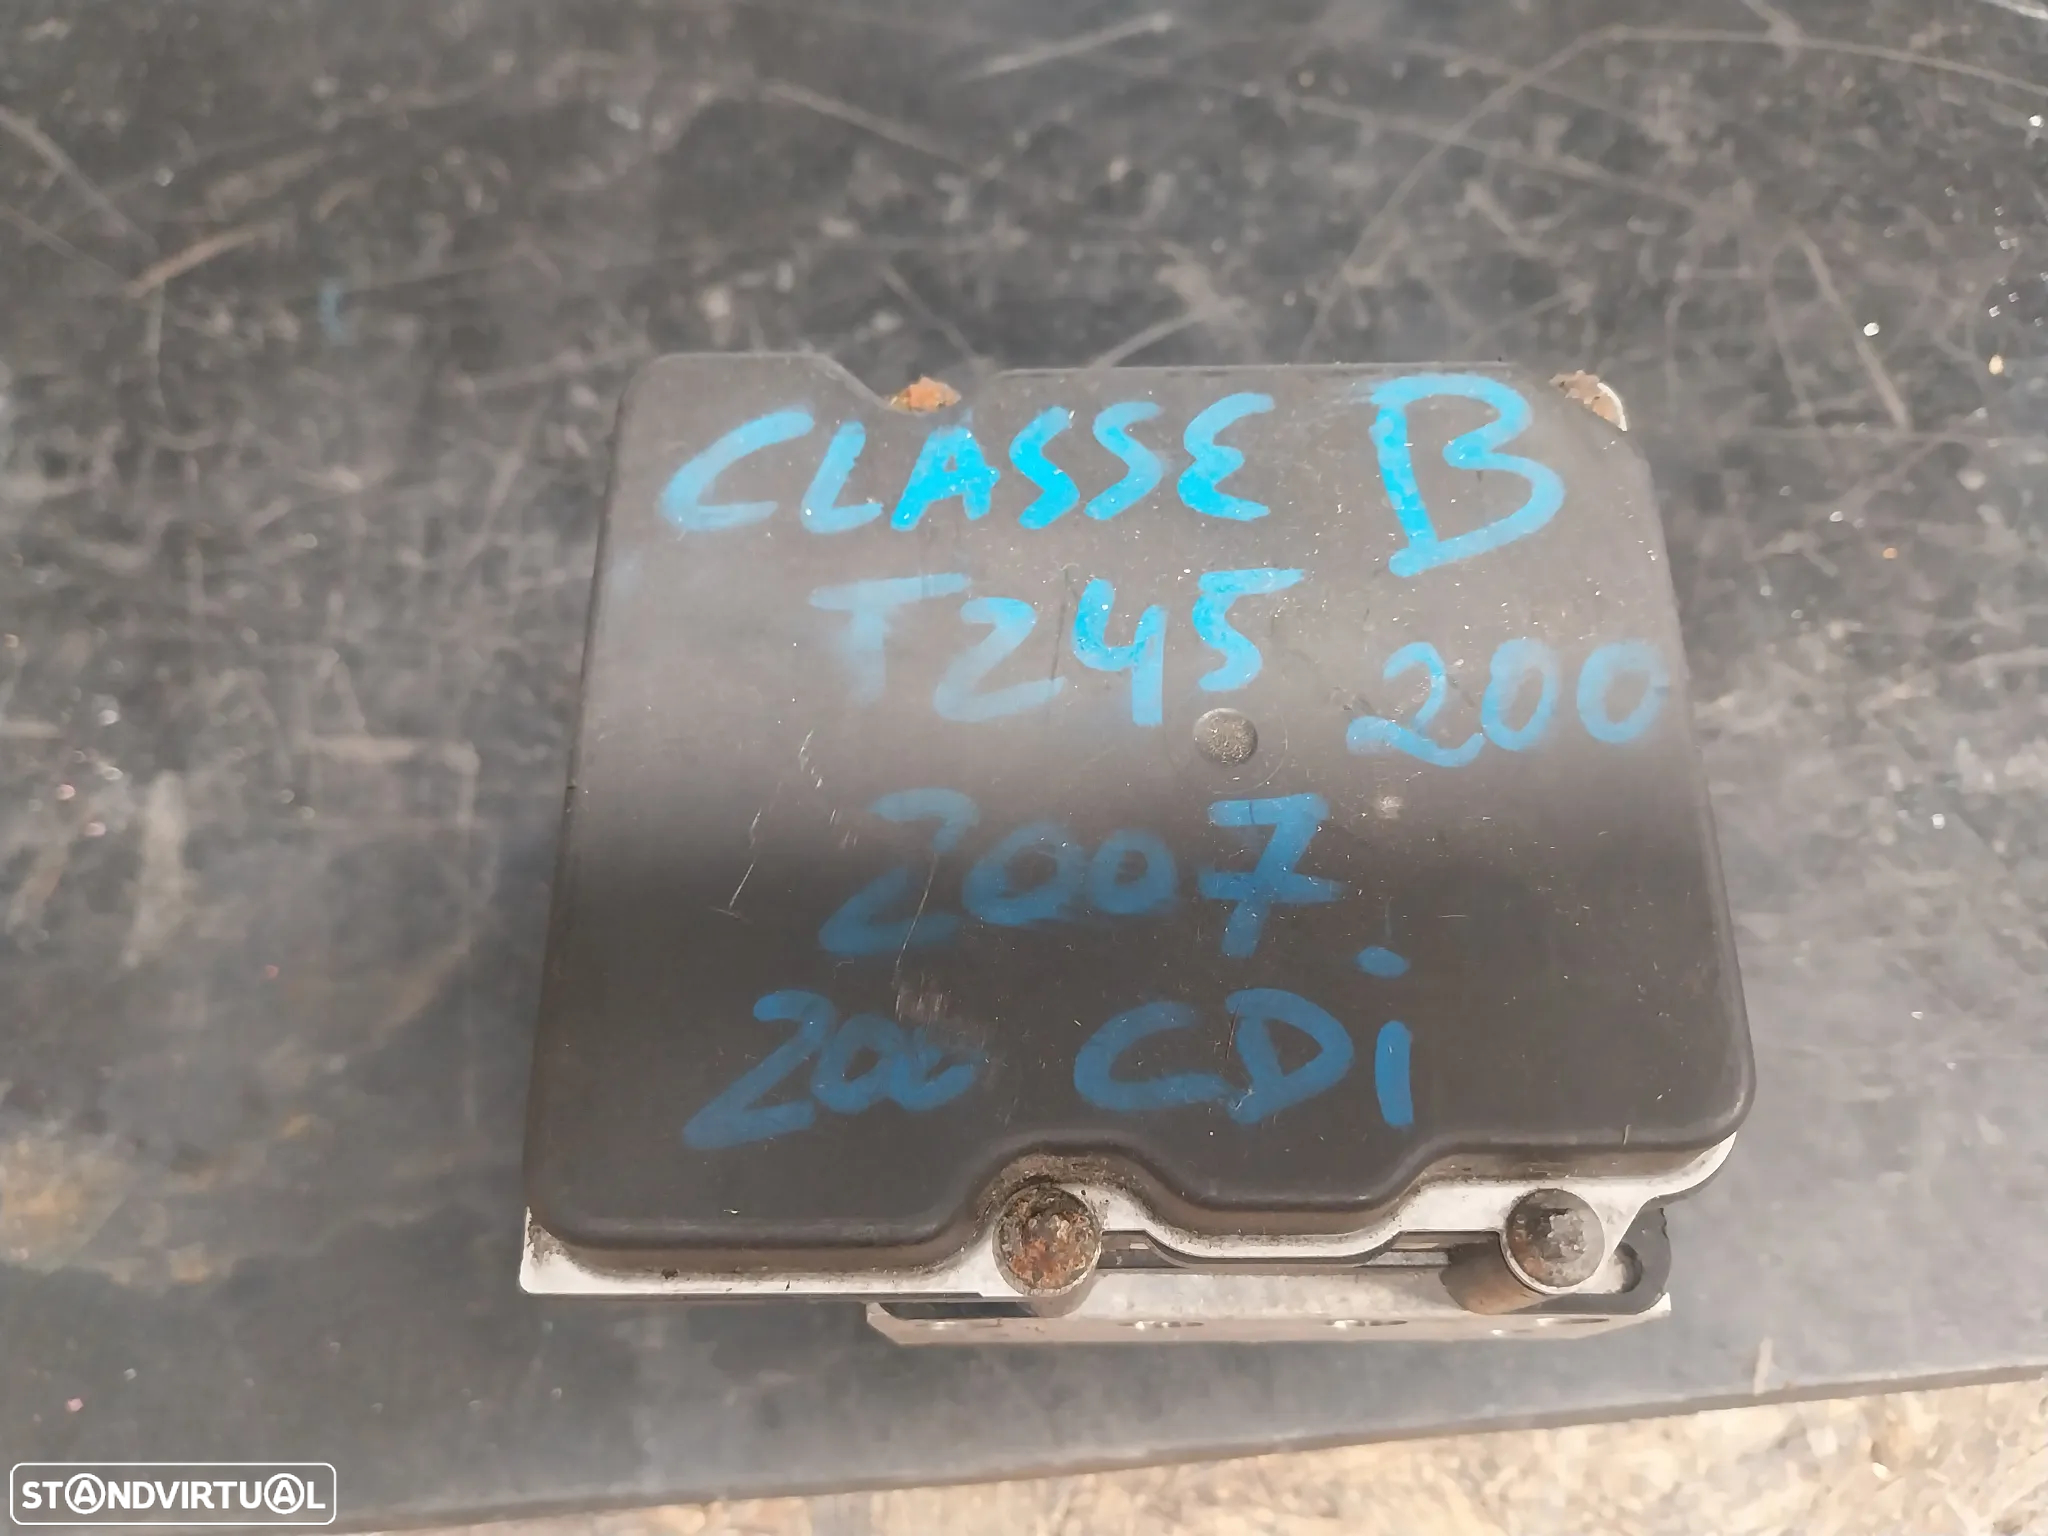 CLASSE B
T245 200
2007
200 CDi
STANDVIRTUAL